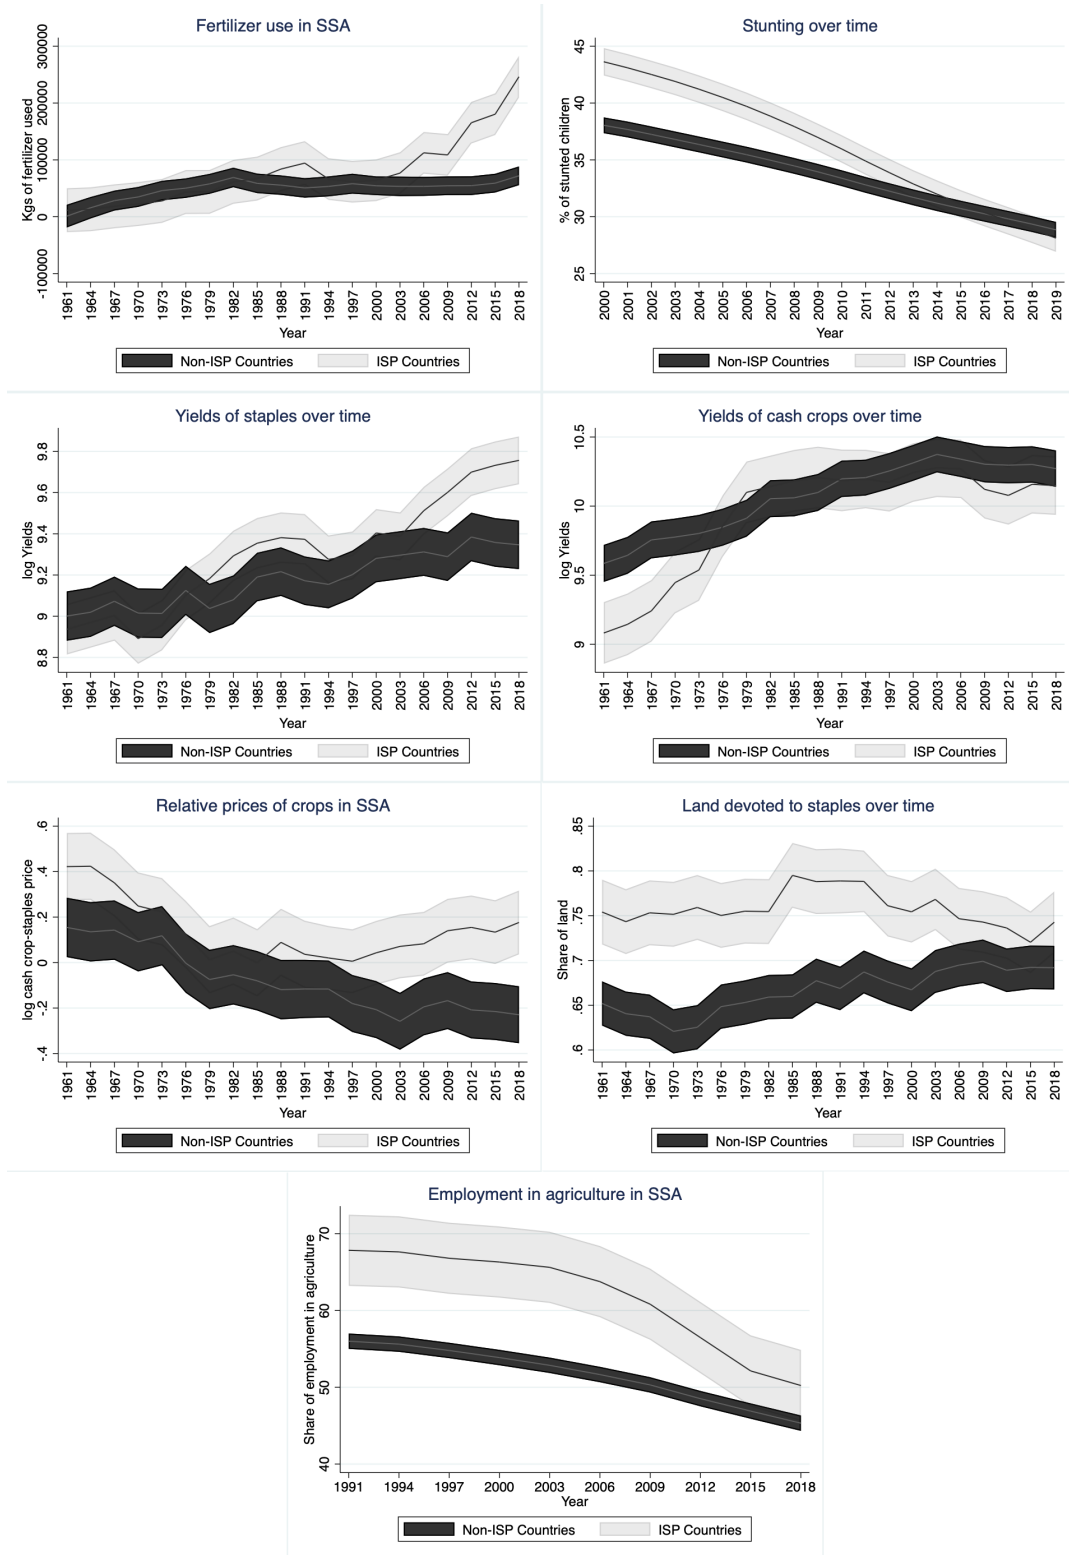 Fertilizer use in SSA
Kgs of fertilizer used
300000
200000
100000
0
-100000
1961 1964 1967 1970 1973 1976 1979 1982 1985 1988 1991 1994 1997 2000 2003 2006 2009 2012 2015 2018
Year
Non-ISP Countries ISP Countries
Stunting over time
% of stunted children
45
40
35
30
25
2000 2001 2002 2003 2004 2005 2006 2007 2008 2009 2010 2011 2012 2013 2014 2015 2016 2017 2018 2019
Year
Non-ISP Countries ISP Countries
Yields of staples over time
log Yields
9.8
9.6
9.4
9.2
9
8.8
1961 1964 1967 1970 1973 1976 1979 1982 1985 1988 1991 1994 1997 2000 2003 2006 2009 2012 2015 2018
Year
Non-ISP Countries ISP Countries
Yields of cash crops over time
log Yields
10.5
10
9.5
9
1961 1964 1967 1970 1973 1976 1979 1982 1985 1988 1991 1994 1997 2000 2003 2006 2009 2012 2015 2018
Year
Non-ISP Countries ISP Countries
Relative prices of crops in SSA
log cash crop-staples price
.6
.4
.2
0
-.2
-.4
1961 1964 1967 1970 1973 1976 1979 1982 1985 1988 1991 1994 1997 2000 2003 2006 2009 2012 2015 2018
Year
Non-ISP Countries ISP Countries
Land devoted to staples over time
Share of land
.85
.8
.75
.7
.65
.6
1961 1964 1967 1970 1973 1976 1979 1982 1985 1988 1991 1994 1997 2000 2003 2006 2009 2012 2015 2018
Year
Non-ISP Countries ISP Countries
Employment in agriculture in SSA
Share of employment in agriculture
70
60
50
40
1991 1994 1997 2000 2003 2006 2009 2012 2015 2018
Year
Non-ISP Countries ISP Countries